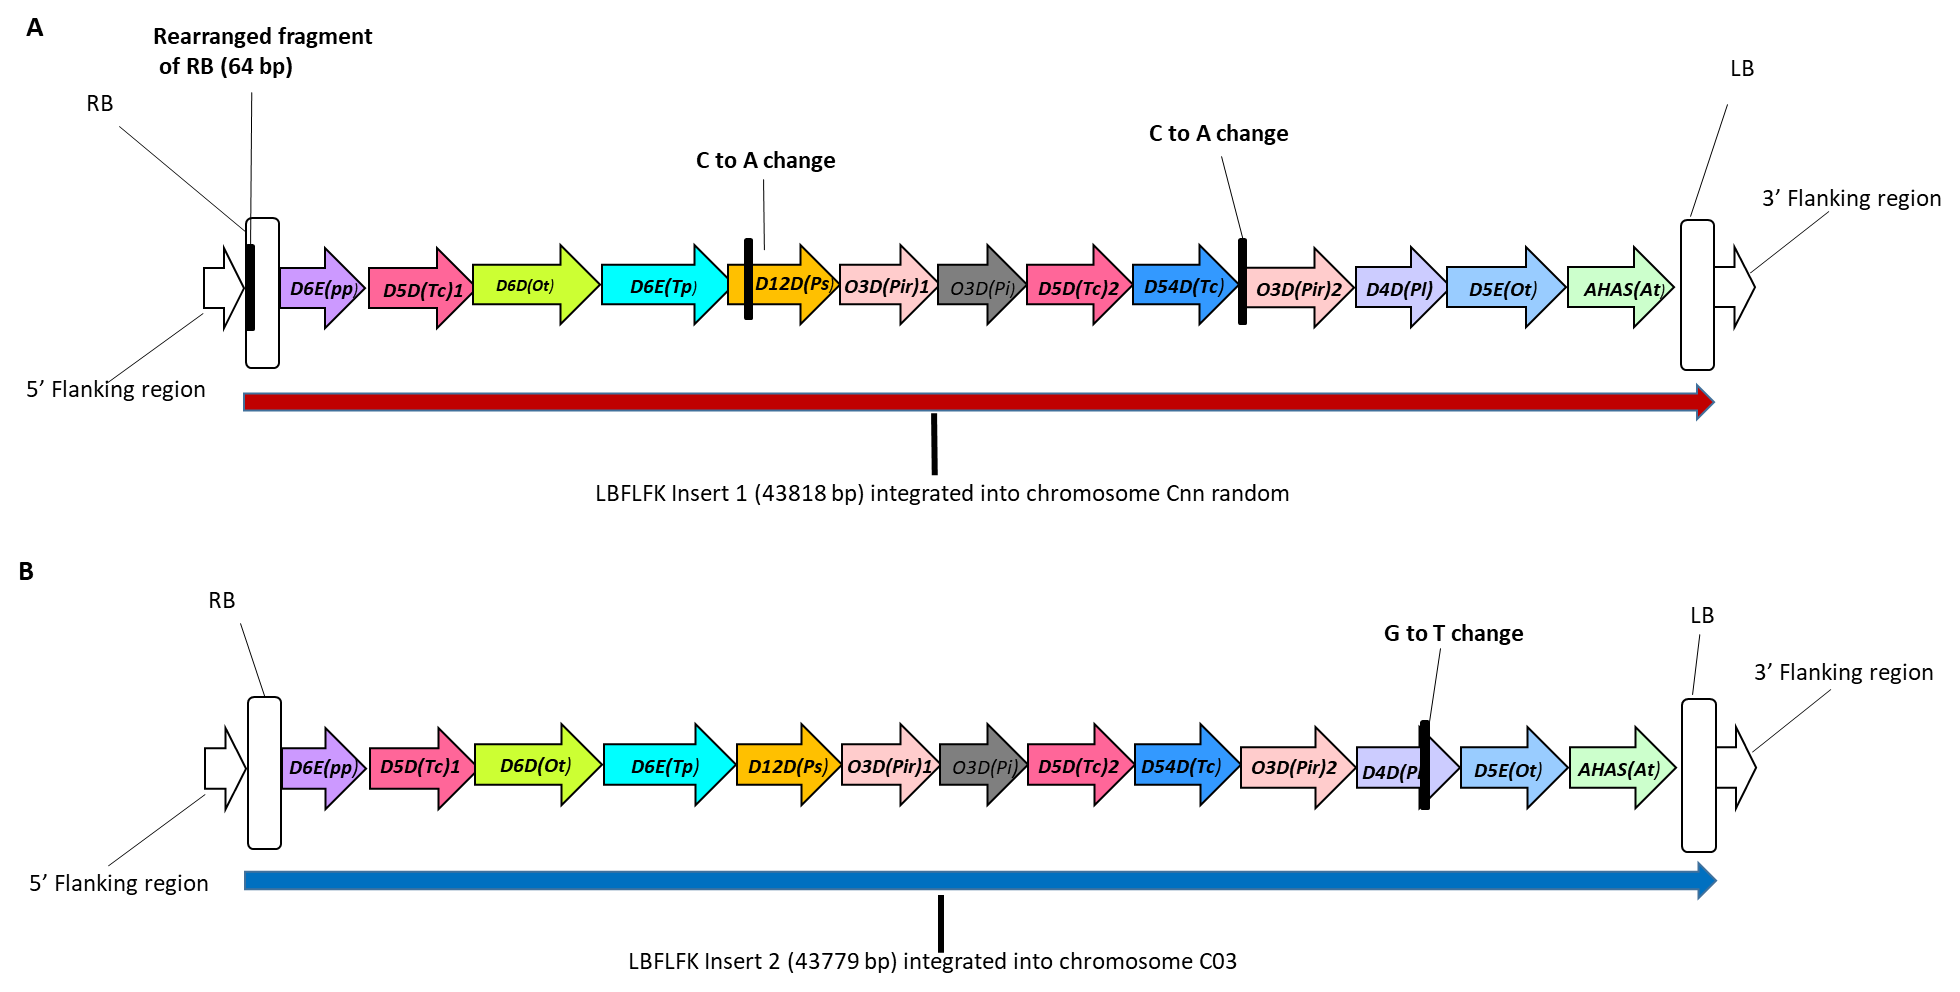 A
Rearranged fragment
of RB (64 bp)
RB
LB
C to A change
C to A change
3’ Flanking region
D6E(pp)
D5D(Tc)1
D6D(Ot)
D6E(Tp)
D12D(Ps)
O3D(Pir)1
O3D(Pi)
D5D(Tc)2
D54D(Tc)
O3D(Pir)2
D4D(Pl)
D5E(Ot)
AHAS(At)
5’ Flanking region
LBFLFK Insert 1 (43818 bp) integrated into chromosome Cnn random
B
RB
LB
G to T change
3’ Flanking region
D6E(pp)
D5D(Tc)1
D6D(Ot)
D6E(Tp)
D12D(Ps)
O3D(Pir)1
O3D(Pi)
D5D(Tc)2
D54D(Tc)
O3D(Pir)2
D4D(Pl
D5E(Ot)
AHAS(At)
5’ Flanking region
LBFLFK Insert 2 (43779 bp) integrated into chromosome C03